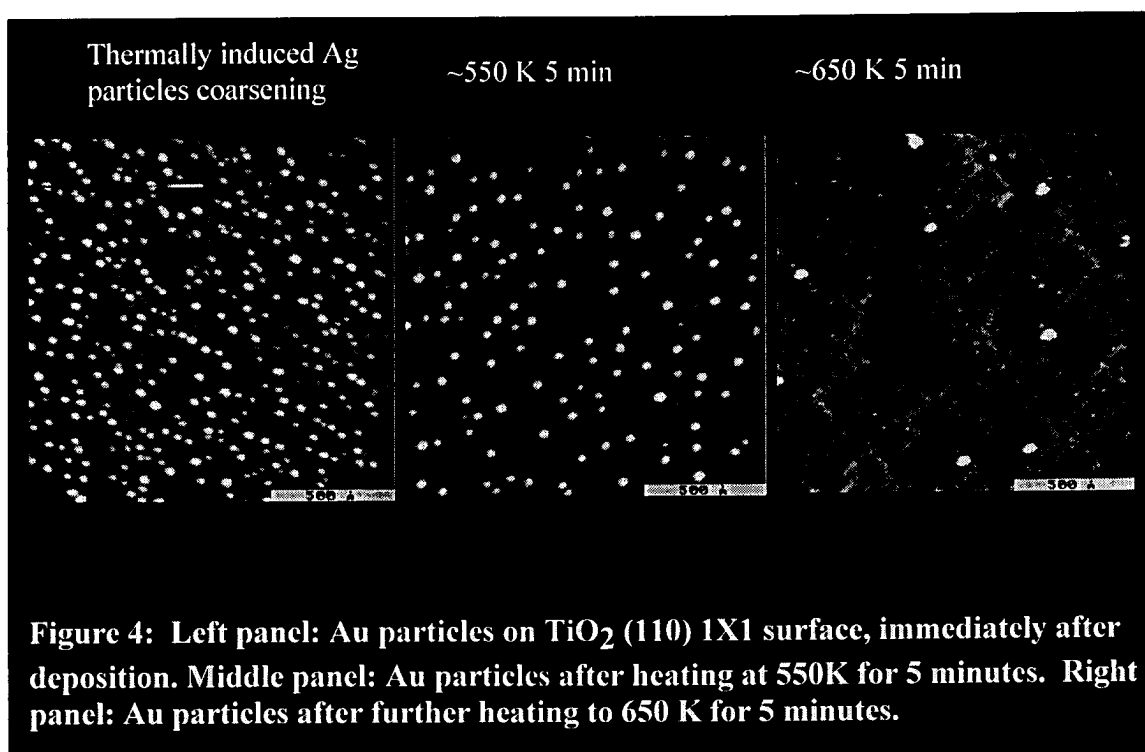 Thermally induced Ag
particles coarsening
~550 K 5 min
~650 K 5 min
500 A
500 A
500 A
Figure 4: Left panel: Au particles on TiO2 (110) 1X1 surface, immediately after
deposition. Middle panel: Au particles after heating at 550K for 5 minutes. Right
panel: Au particles after further heating to 650 K for 5 minutes.